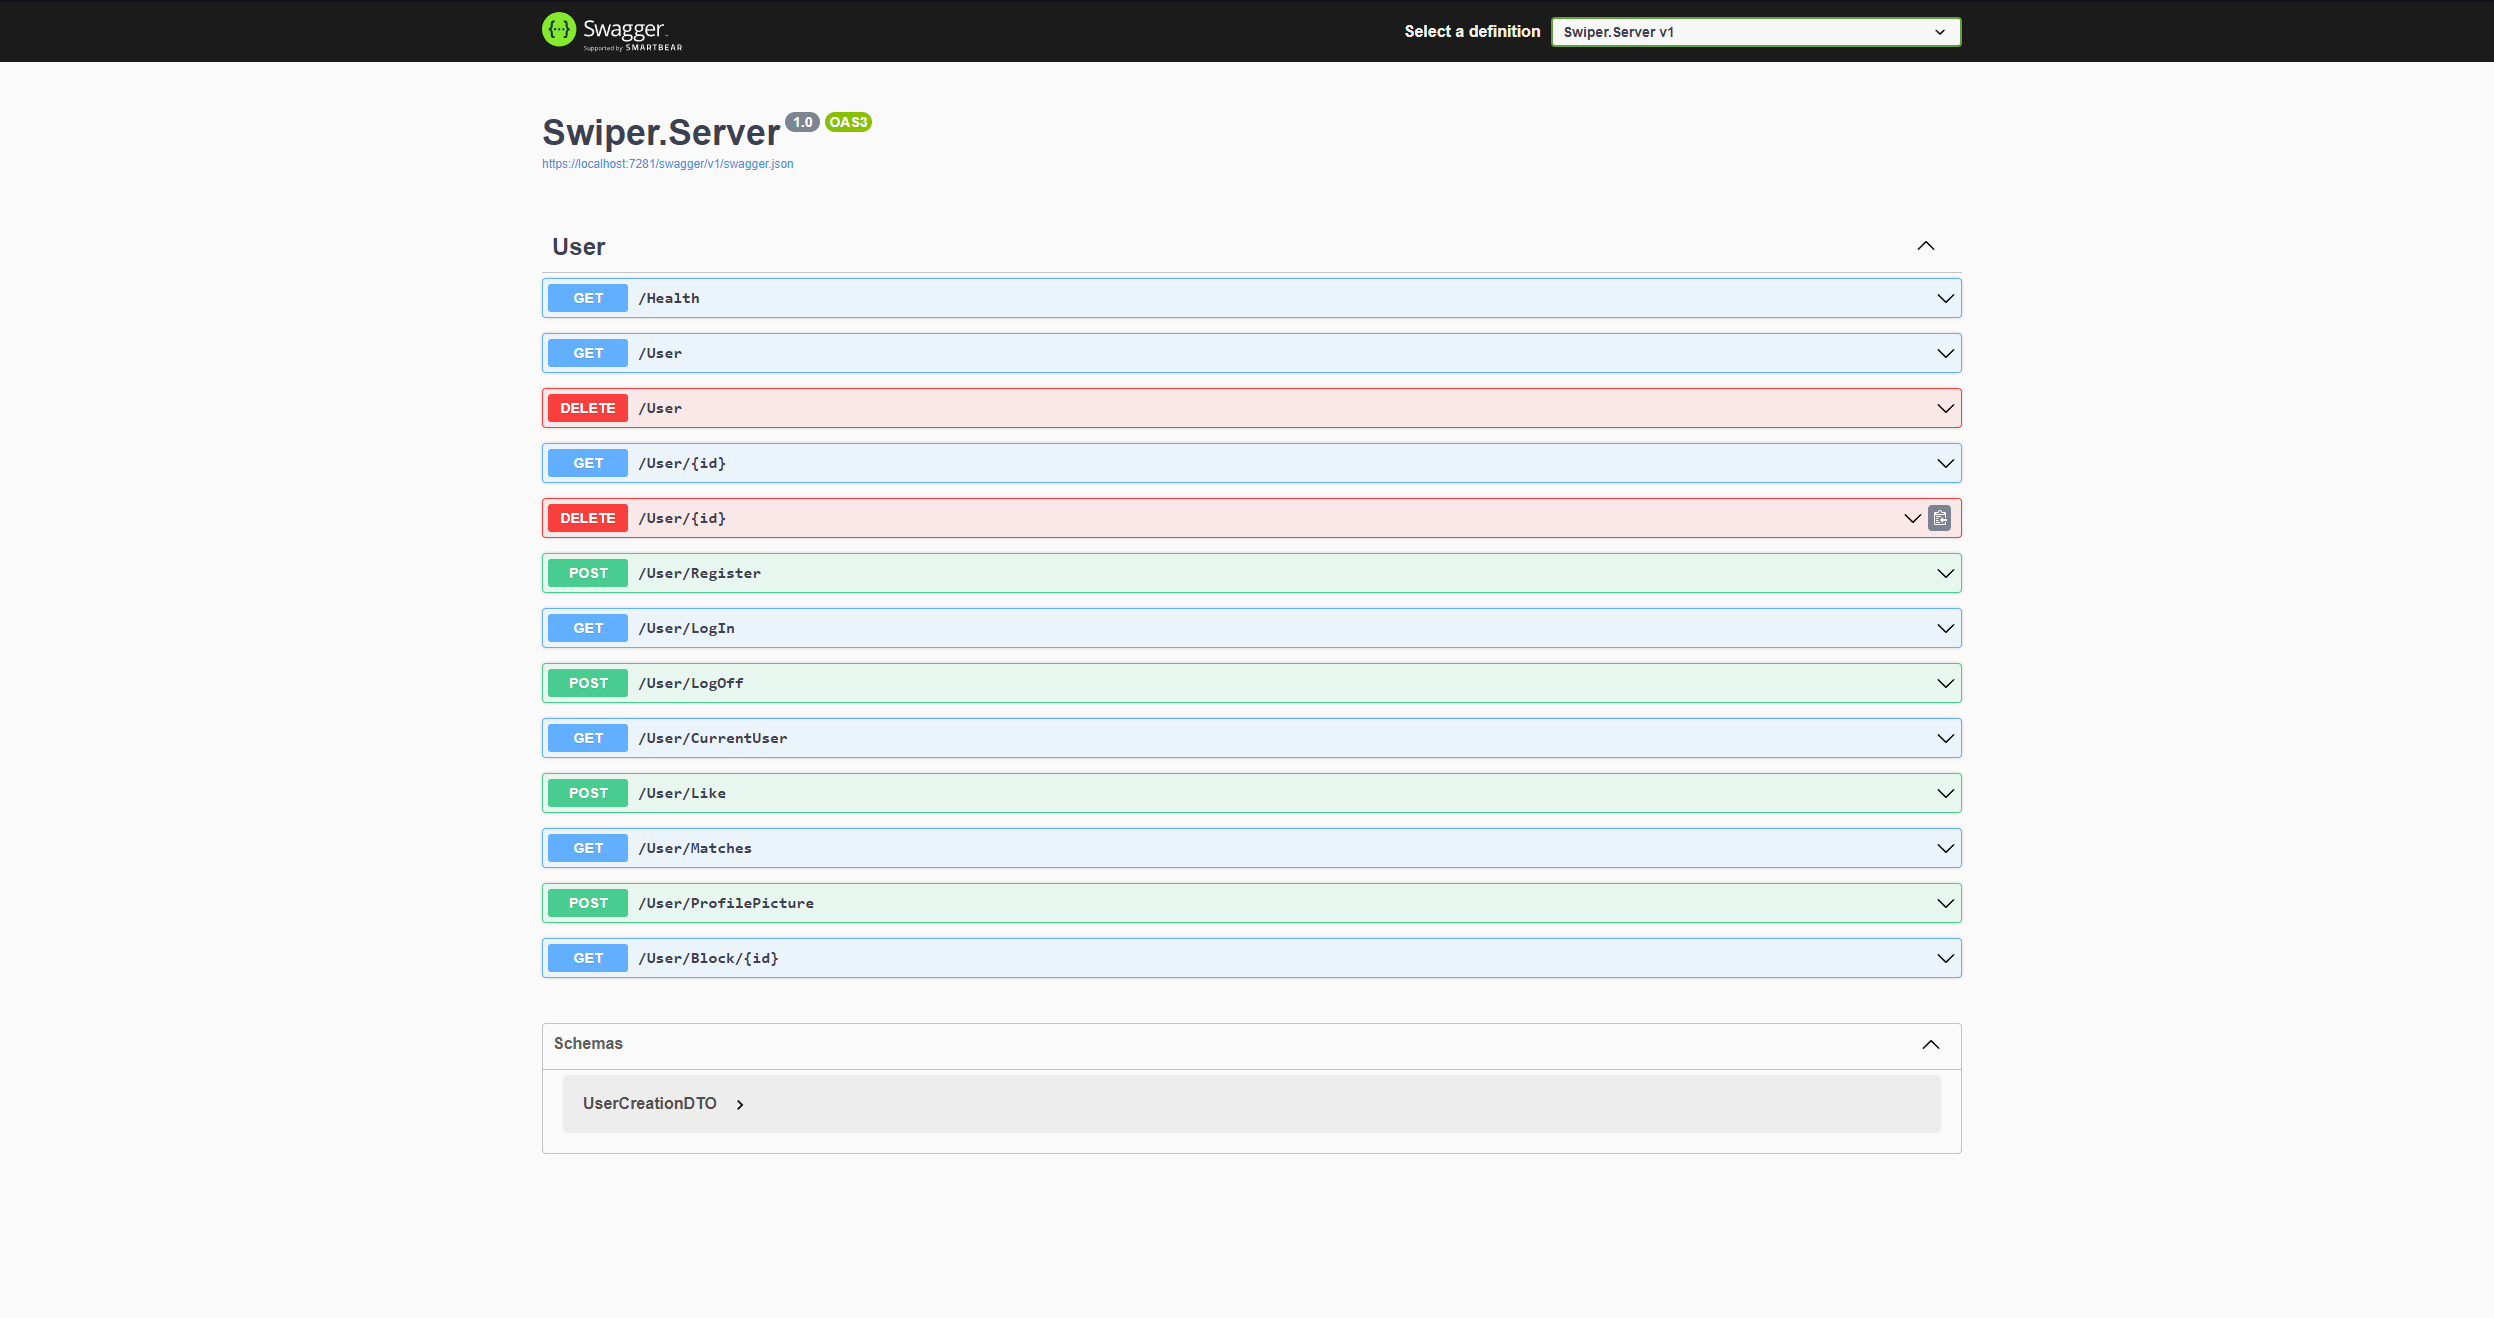 Swagger
Supported by SMARTBEAR
Select a definition
Swiper.Server v1
Swiper.Server 1.0 OAS3
https://localhost:7281/swagger/v1/swagger.json
User
GET /Health
GET /User
DELETE /User
GET /User/{id}
DELETE /User/{id}
POST /User/Register
GET /User/LogIn
POST /User/LogOff
GET /User/CurrentUser
POST /User/Like
GET /User/Matches
POST /User/ProfilePicture
GET /User/Block/{id}
Schemas
UserCreationDTO